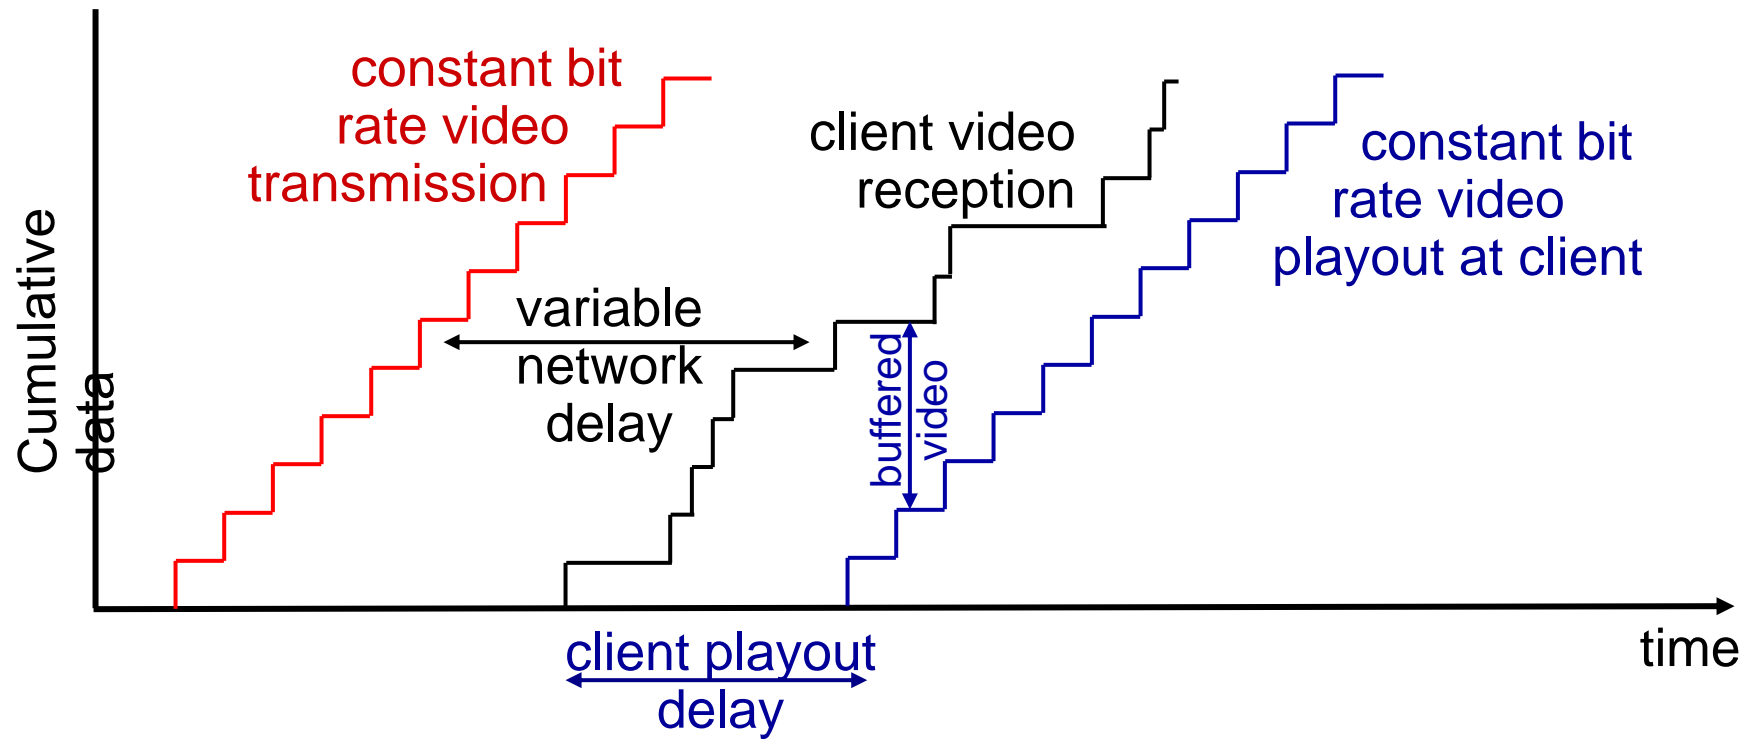 constant bit
rate video
transmission
client video
reception
constant bit
rate video
playout at client
Cumulative
data
variable
network
delay
buffered
video
client playout
delay
time